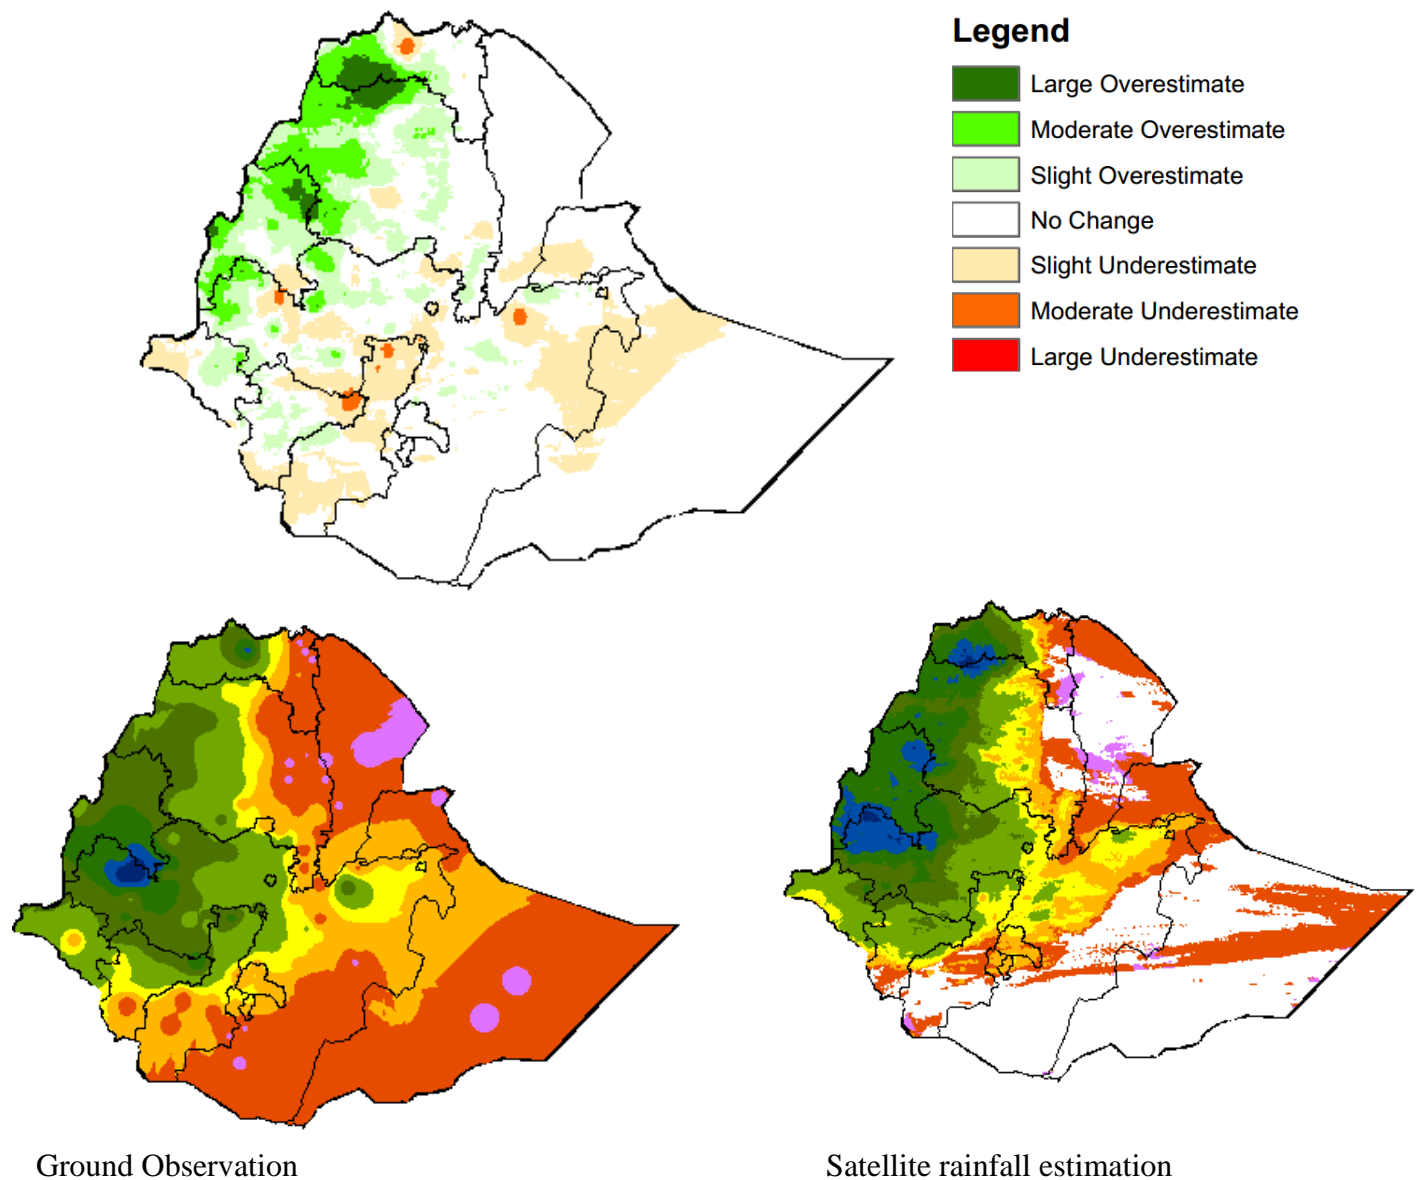 Legend
Large Overestimate
Moderate Overestimate
Slight Overestimate
No Change
Slight Underestimate
Moderate Underestimate
Large Underestimate
Ground Observation
Satellite rainfall estimation